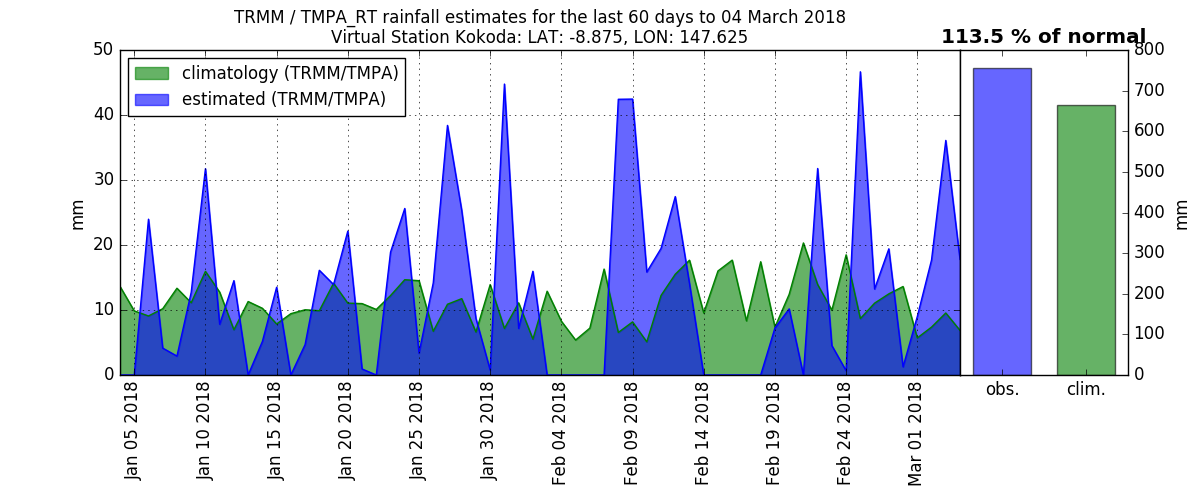 TRMM / TMPA_RT rainfall estimates for the last 60 days to 04 March 2018
Virtual Station Kokoda: LAT: -8.875, LON: 147.625
113.5 % of normal
climatology (TRMM/TMPA)
estimated (TRMM/TMPA)
50
40
30
20
10
0
mm
800
700
600
500
400
300
200
100
0
mm
Jan 05 2018
Jan 10 2018
Jan 15 2018
Jan 20 2018
Jan 25 2018
Jan 30 2018
Feb 04 2018
Feb 09 2018
Feb 14 2018
Feb 19 2018
Feb 24 2018
Mar 01 2018
obs.
clim.